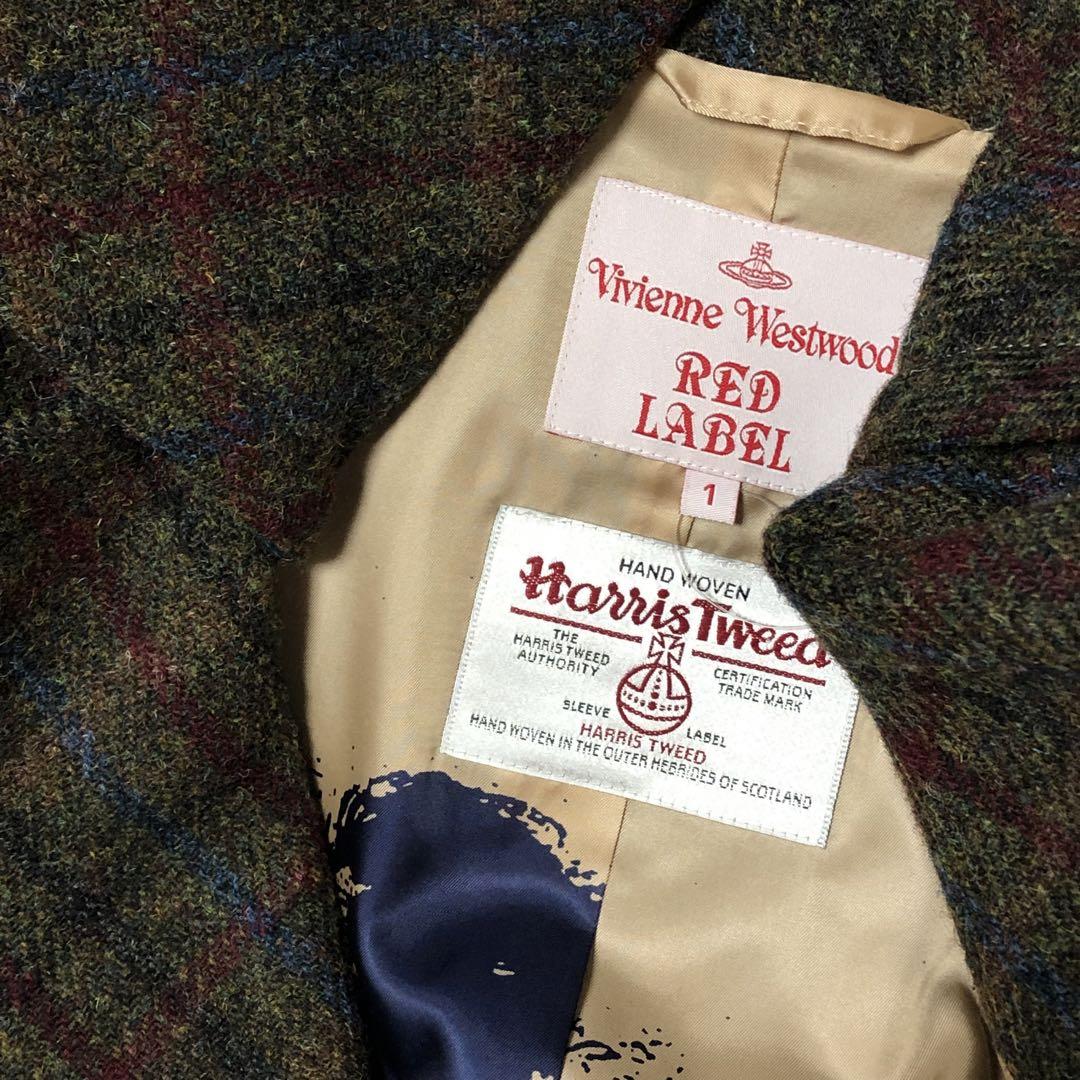 Vivienne Westwood
RED
LABEL
1
HAND WOVEN
Harris Tweed
THE
HARRIS TWEED
AUTHORITY
CERTIFICATION
TRADE MARK
SLEEVE LABEL
HARRIS TWEED
HAND WOVEN IN THE OUTER HEBRIDES OF SCOTLAND